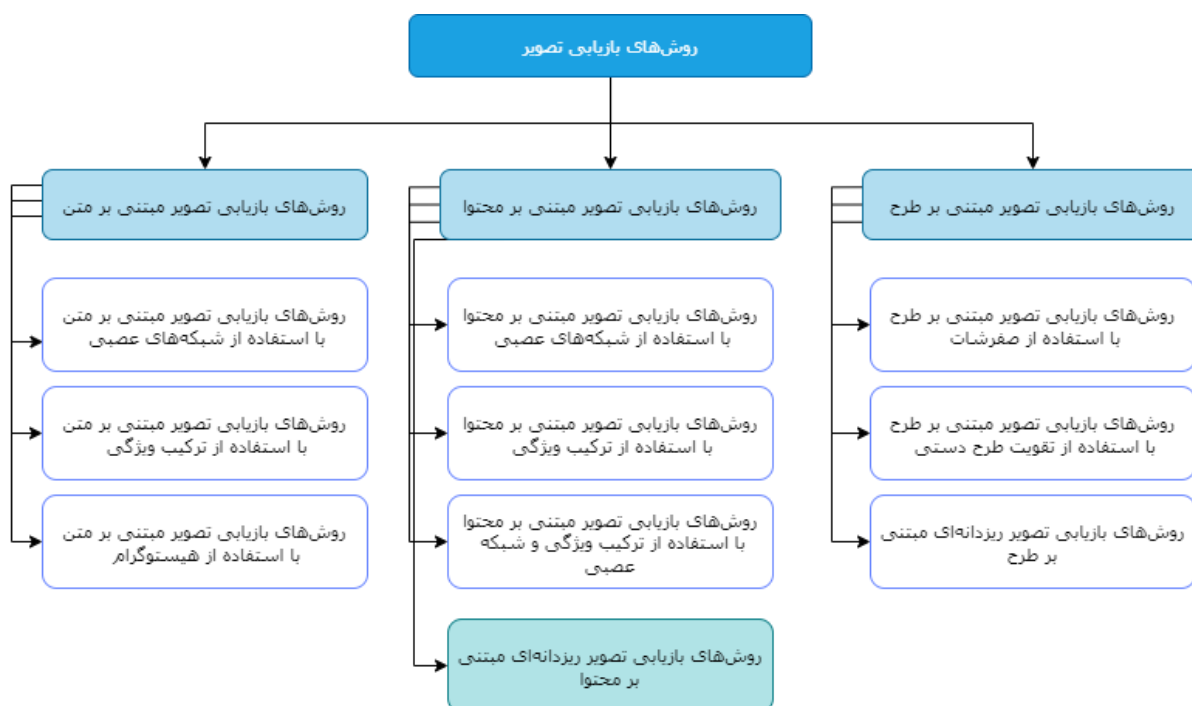 روش‌های بازیابی تصویر
روش‌های بازیابی تصویر مبتنی بر طرح
روش‌های بازیابی تصویر مبتنی بر محتوا
روش‌های بازیابی تصویر مبتنی بر متن
روش‌های بازیابی تصویر مبتنی بر طرح
با استفاده از صفرشات
روش‌های بازیابی تصویر مبتنی بر طرح
با استفاده از تقویت طرح دستی
روش‌های بازیابی تصویر ریزدانه‌ای مبتنی
بر طرح
روش‌های بازیابی تصویر مبتنی بر محتوا
با استفاده از شبکه‌های عصبی
روش‌های بازیابی تصویر مبتنی بر محتوا
با استفاده از ترکیب ویژگی
روش‌های بازیابی تصویر مبتنی بر محتوا
با استفاده از ترکیب ویژگی و شبکه
عصبی
روش‌های بازیابی تصویر ریزدانه‌ای مبتنی
بر محتوا
روش‌های بازیابی تصویر مبتنی بر متن
با استفاده از شبکه‌های عصبی
روش‌های بازیابی تصویر مبتنی بر متن
با استفاده از ترکیب ویژگی
روش‌های بازیابی تصویر مبتنی بر متن
با استفاده از هیستوگرام